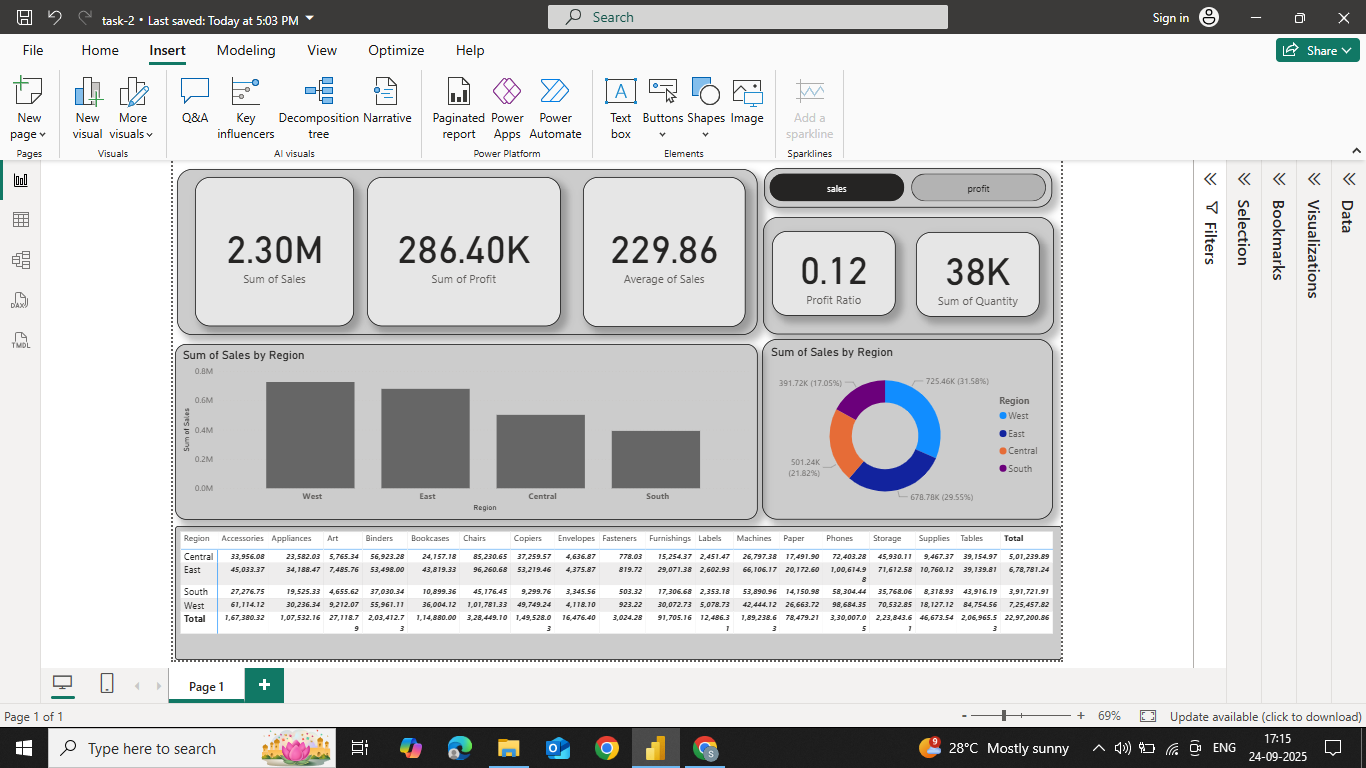 task-2 • Last saved: Today at 5:03 PM
Search
Sign in
File Home Insert Modeling View Optimize Help
Share
New page
New visual
More visuals
Q&A
Key influencers
Decomposition tree
Narrative
Paginated report
Power Apps
Power Automate
Text box
Buttons
Shapes
Image
Add a sparkline
Pages Visuals AI visuals Power Platform Elements Sparklines
DAX
TMDL
2.30M
Sum of Sales
286.40K
Sum of Profit
229.86
Average of Sales
sales
profit
0.12
Profit Ratio
38K
Sum of Quantity
Filters
Selection
Bookmarks
Visualizations
Data
Sum of Sales by Region
0.8M
0.6M
0.4M
0.2M
0.0M
Sum of Sales
West East Central South
Region
Sum of Sales by Region
391.72K (17.05%)
725.46K (31.58%)
501.24K
(21.82%)
678.78K (29.55%)
Region
West
East
Central
South
Region Accessories Appliances Art Binders Bookcases Chairs Copiers Envelopes Fasteners Furnishings Labels Machines Paper Phones Storage Supplies Tables Total
Central 33,956.08 23,582.03 5,765.34 56,923.28 24,157.18 85,230.65 37,259.57 4,636.87 778.03 15,254.37 2,451.47 26,797.38 17,491.90 72,403.28 45,930.11 9,467.37 39,154.97 5,01,239.89
East 45,033.37 34,188.47 7,485.76 53,498.00 43,819.33 96,260.68 53,219.46 4,375.87 819.72 29,071.38 2,602.93 66,106.17 20,172.60 1,00,614.98 71,612.58 10,760.12 39,139.81 6,78,781.24
South 27,276.75 19,525.33 4,655.62 37,030.34 10,899.36 45,176.45 9,299.76 3,345.56 503.32 17,306.68 2,353.18 53,890.96 14,150.98 58,304.44 35,768.06 8,318.93 43,916.19 3,91,721.91
West 61,114.12 30,236.34 9,212.07 55,961.11 36,004.12 1,01,781.33 49,749.24 4,118.10 923.22 30,072.73 5,078.73 42,444.12 26,663.72 98,684.35 70,532.85 18,127.12 84,754.56 7,25,457.82
Total 1,67,380.32 1,07,532.16 27,118.79 2,03,412.73 1,14,880.00 3,28,449.10 1,49,528.03 16,476.40 3,024.28 91,705.16 12,486.31 1,89,238.63 78,479.21 3,30,007.05 2,23,843.61 46,673.54 2,06,965.53 22,97,200.86
Page 1
Page 1 of 1
69%
Update available (click to download)
Type here to search
28°C Mostly sunny
ENG
17:15
24-09-2025